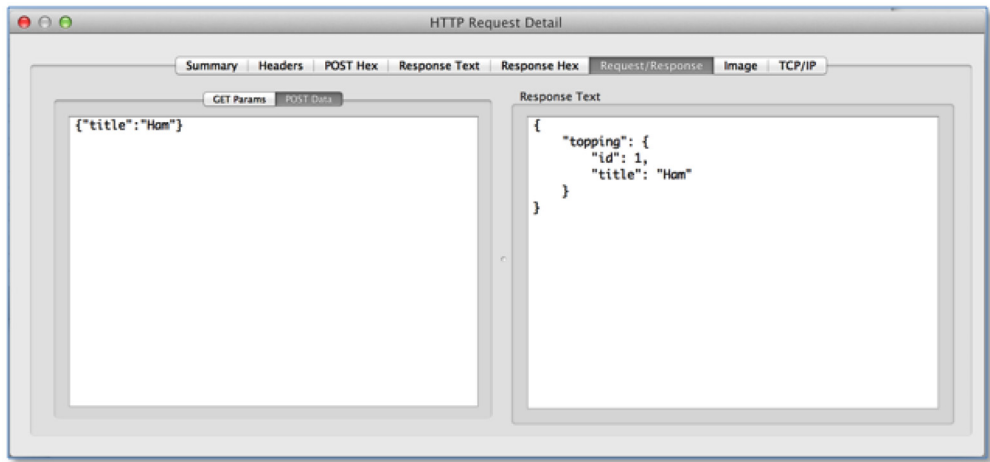 HTTP Request Detail
Summary Headers POST Hex Response Text Response Hex Request/Response Image TCP/IP
GET Params POST Data
{"title":"Ham"}
Response Text
{
"topping": {
"id": 1,
"title": "Ham"
}
}